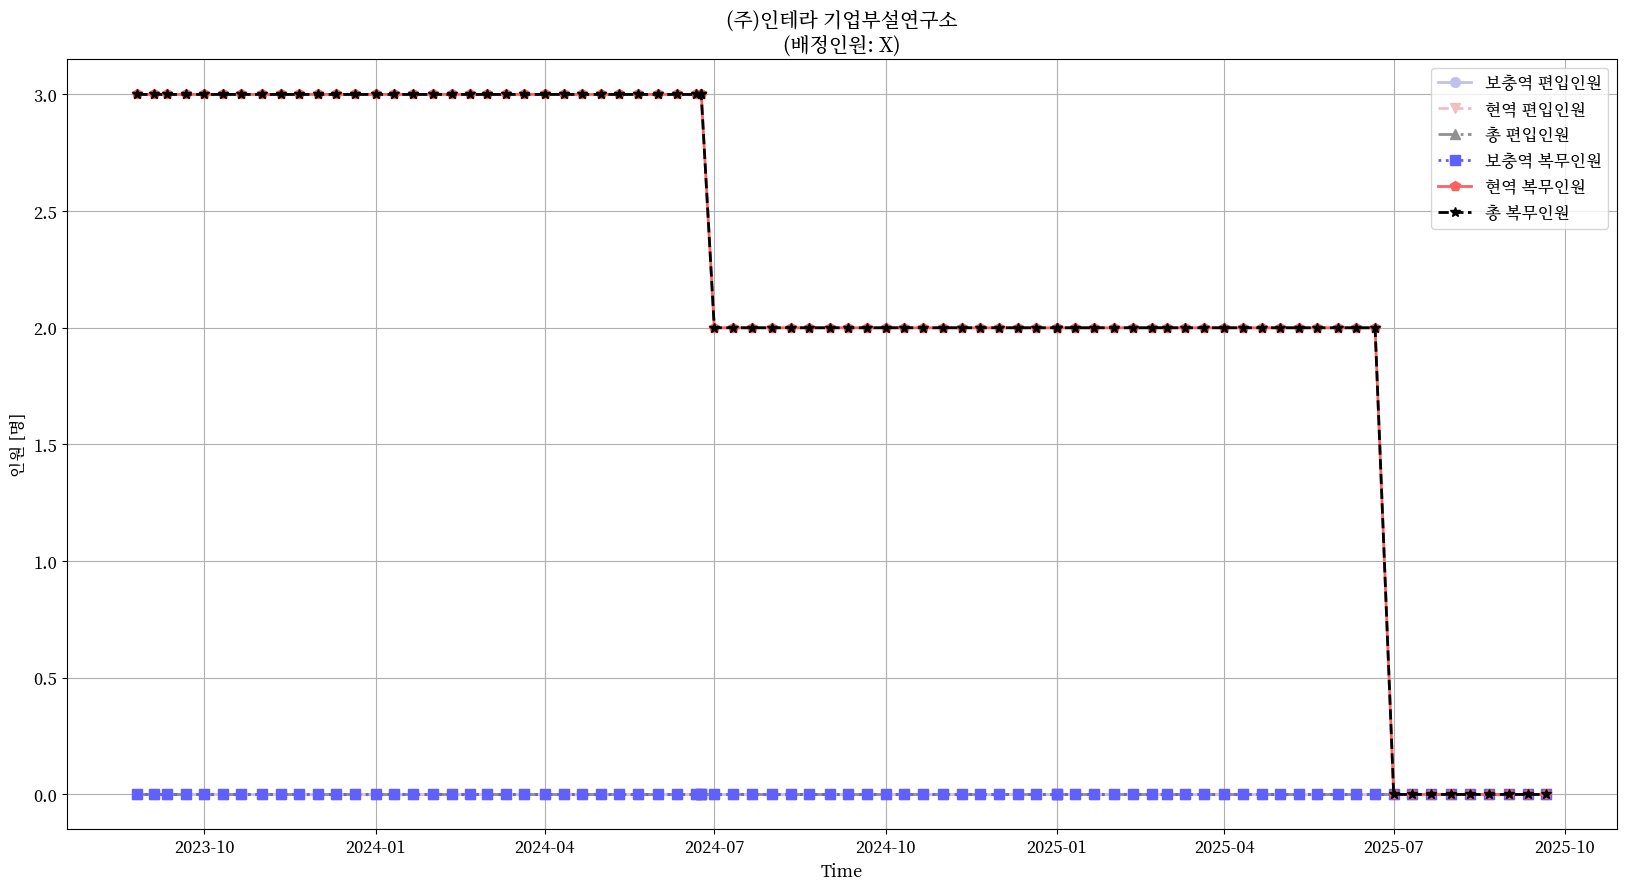 (주)인테라 기업부설연구소
(배정인원: X)
보충역 편입인원
현역 편입인원
총 편입인원
보충역 복무인원
현역 복무인원
총 복무인원
인원 [명]
3.0
2.5
2.0
1.5
1.0
0.5
0.0
2023-10
2024-01
2024-04
2024-07
2024-10
2025-01
2025-04
2025-07
2025-10
Time